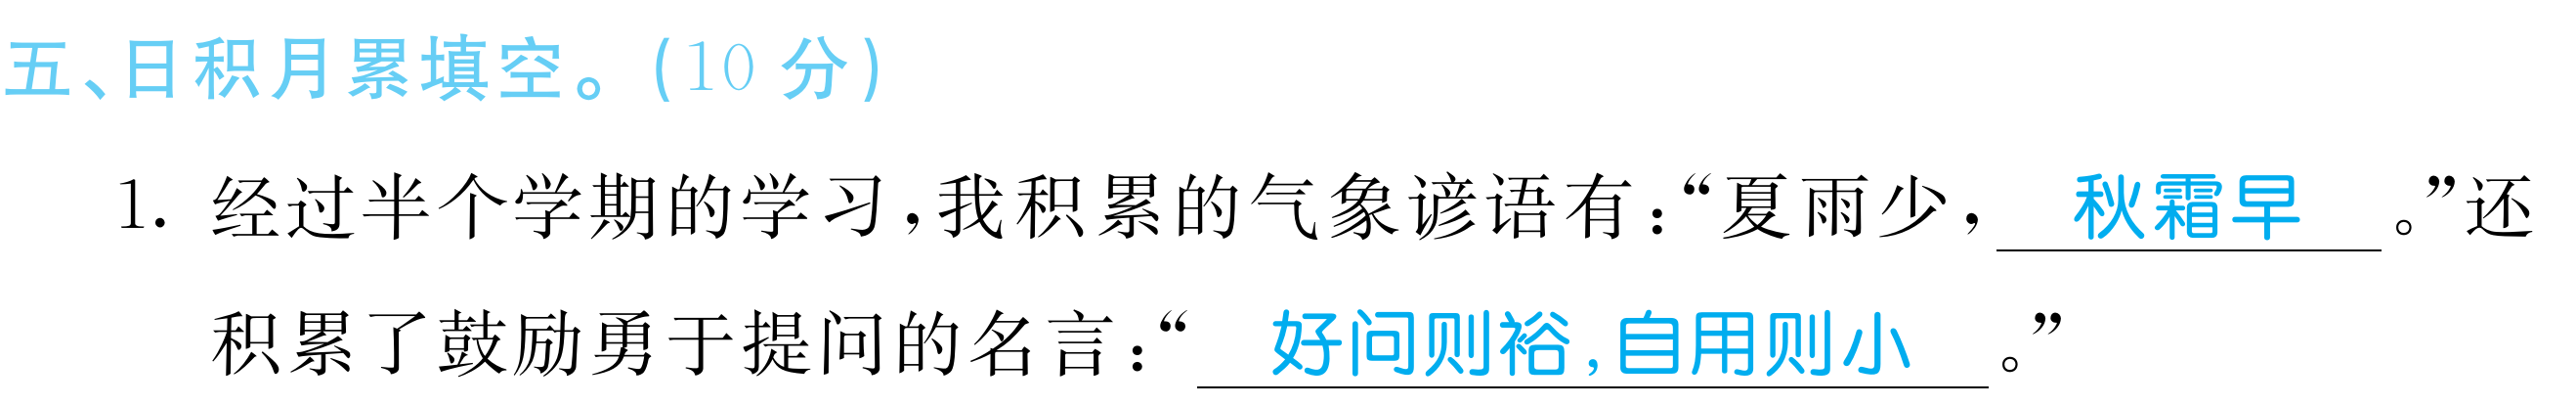 五、日积月累填空。(10 分)
1. 经过半个学期的学习,我积累的气象谚语有:“夏雨少,秋霜早。”还
积累了鼓励勇于提问的名言:“好问则裕,自用则小。”